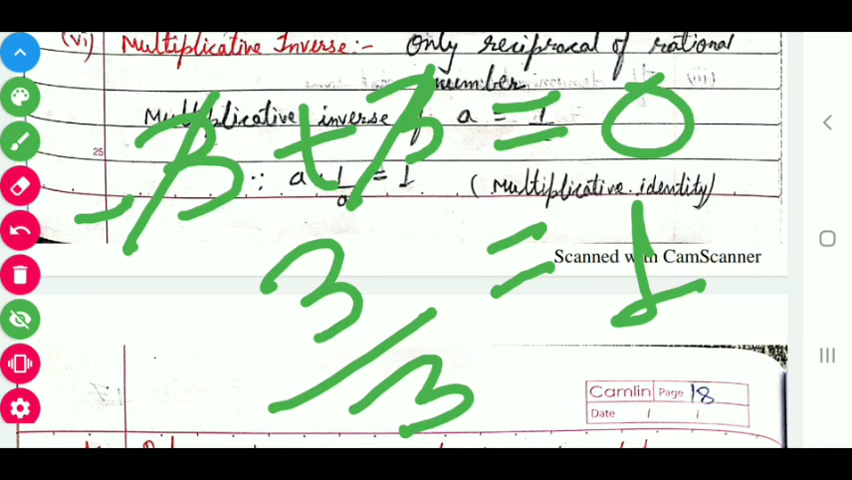 (vi) Multiplicative Inverse:- Only reciprocal of rational
number
Multiplicative inverse of a = 1
25
-3 + 3 = 0
∵ a · 1/a = 1 (Multiplicative identity)
3/3 = 1
Scanned with CamScanner
Camlin Page 18
Date / /